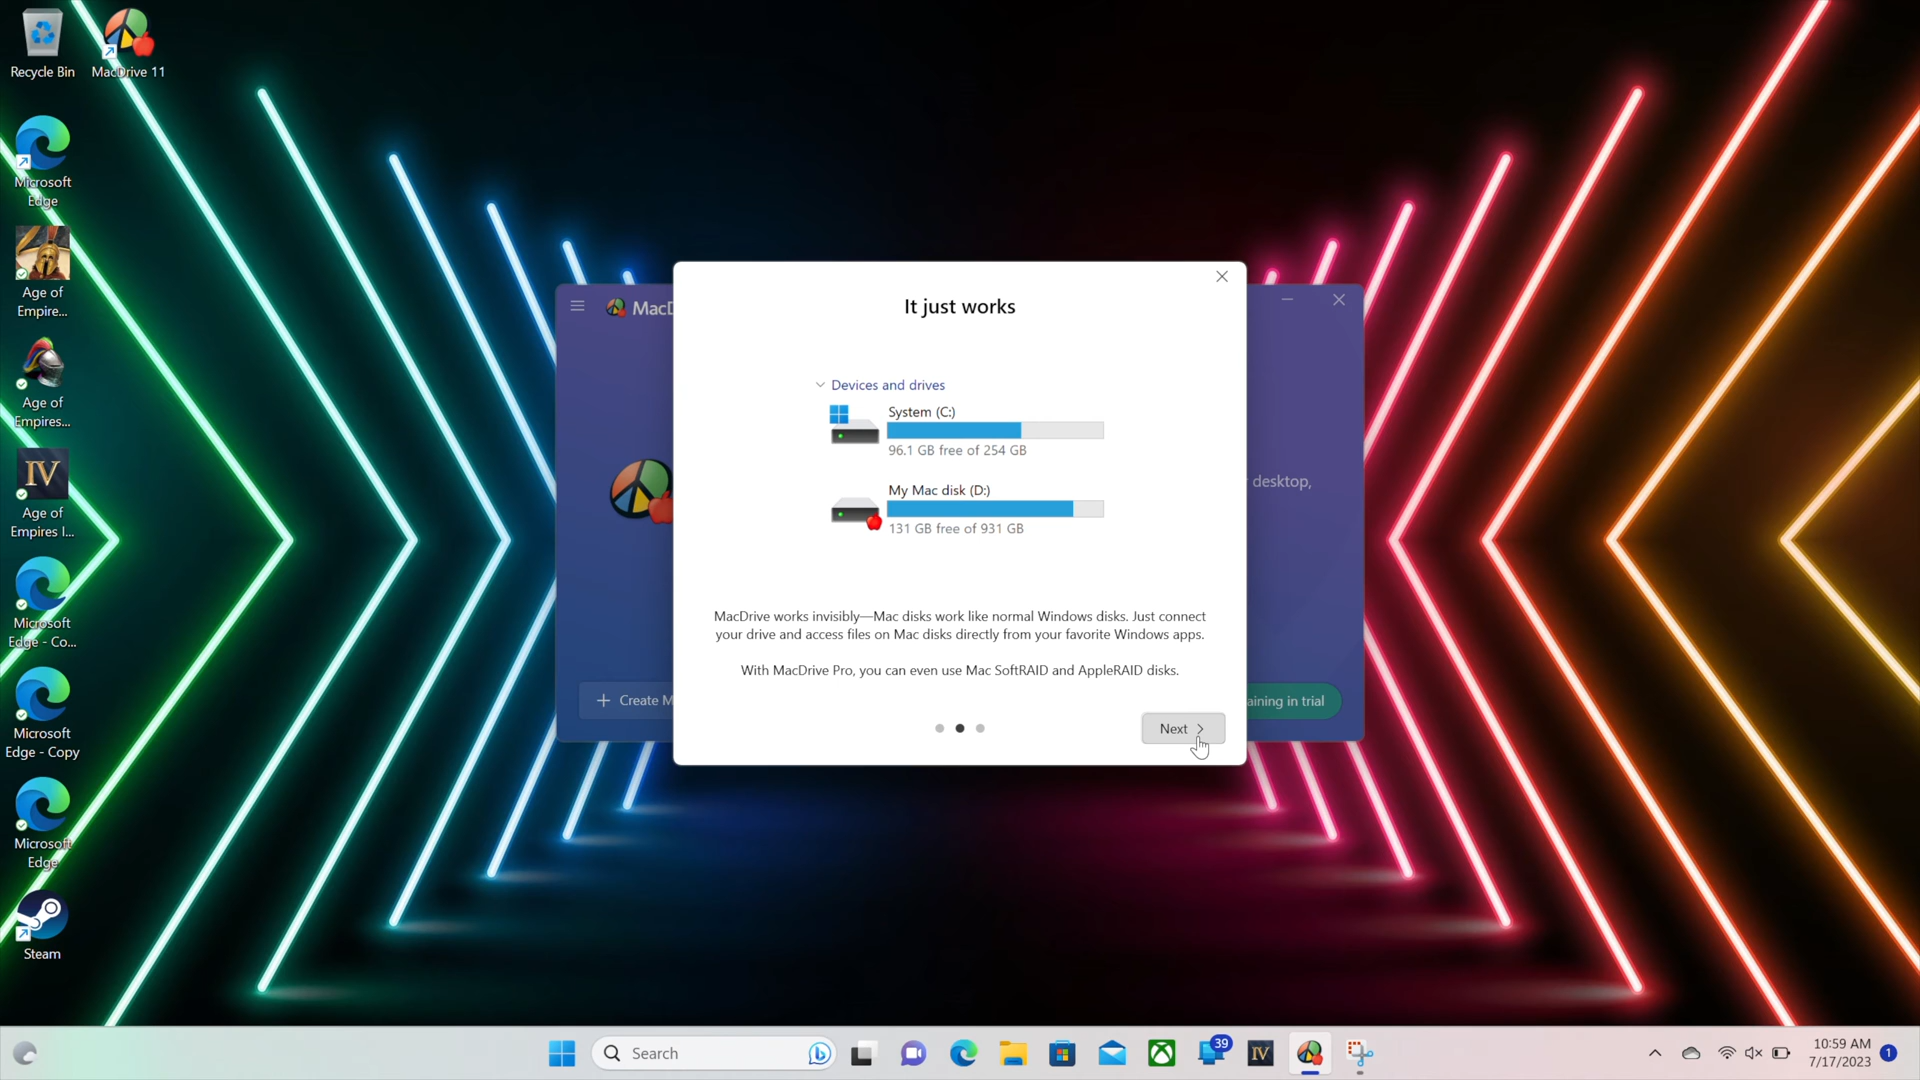 Recycle Bin
MacDrive 11
Microsoft
Edge
Age of
Empire...
Age of
Empires...
IV
Age of
Empires I...
Microsoft
Edge - Co...
Microsoft
Edge - Copy
Microsoft
Edge
Steam
It just works
Devices and drives
System (C:)
96.1 GB free of 254 GB
My Mac disk (D:)
131 GB free of 931 GB
MacDrive works invisibly—Mac disks work like normal Windows disks. Just connect
your drive and access files on Mac disks directly from your favorite Windows apps.
With MacDrive Pro, you can even use Mac SoftRAID and AppleRAID disks.
Next
desktop,
Create
in trial
Search
39
IV
10:59 AM
7/17/2023
1